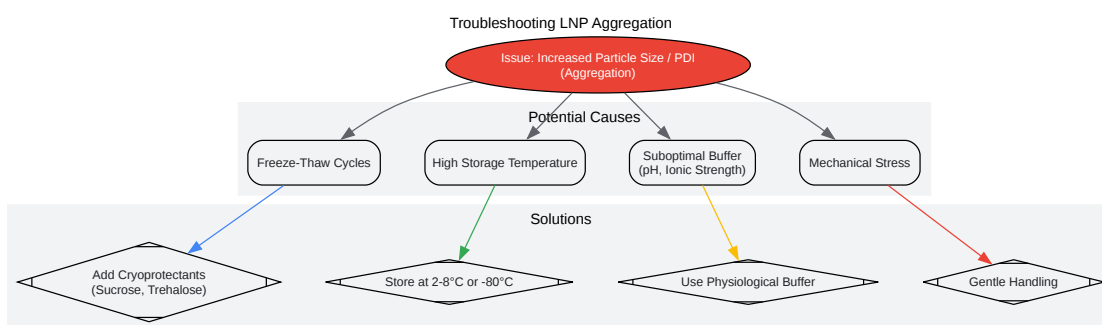 Troubleshooting LNP Aggregation
Issue: Increased Particle Size / PDI
(Aggregation)
Potential Causes
Freeze-Thaw Cycles
High Storage Temperature
Suboptimal Buffer
(pH, Ionic Strength)
Mechanical Stress
Solutions
Add Cryoprotectants
(Sucrose, Trehalose)
Store at 2-8°C or -80°C
Use Physiological Buffer
Gentle Handling